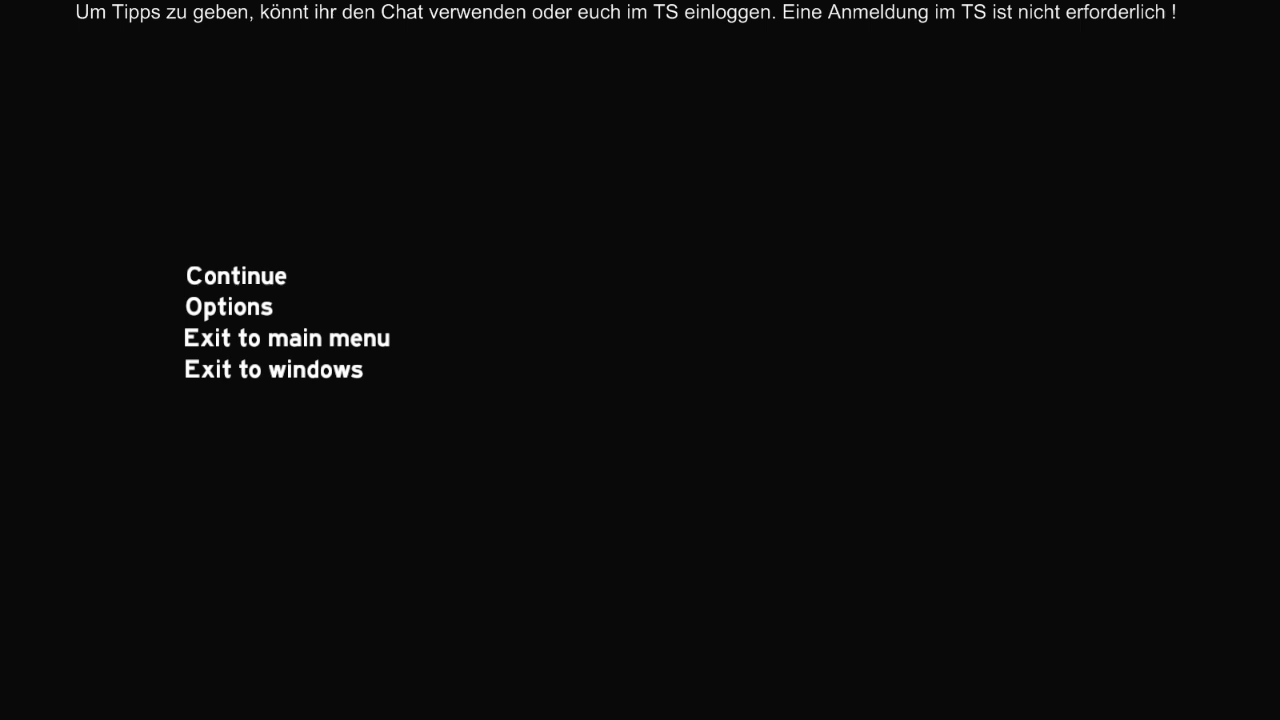 Um Tipps zu geben, könnt ihr den Chat verwenden oder euch im TS einloggen. Eine Anmeldung im TS ist nicht erforderlich !
Continue
Options
Exit to main menu
Exit to windows